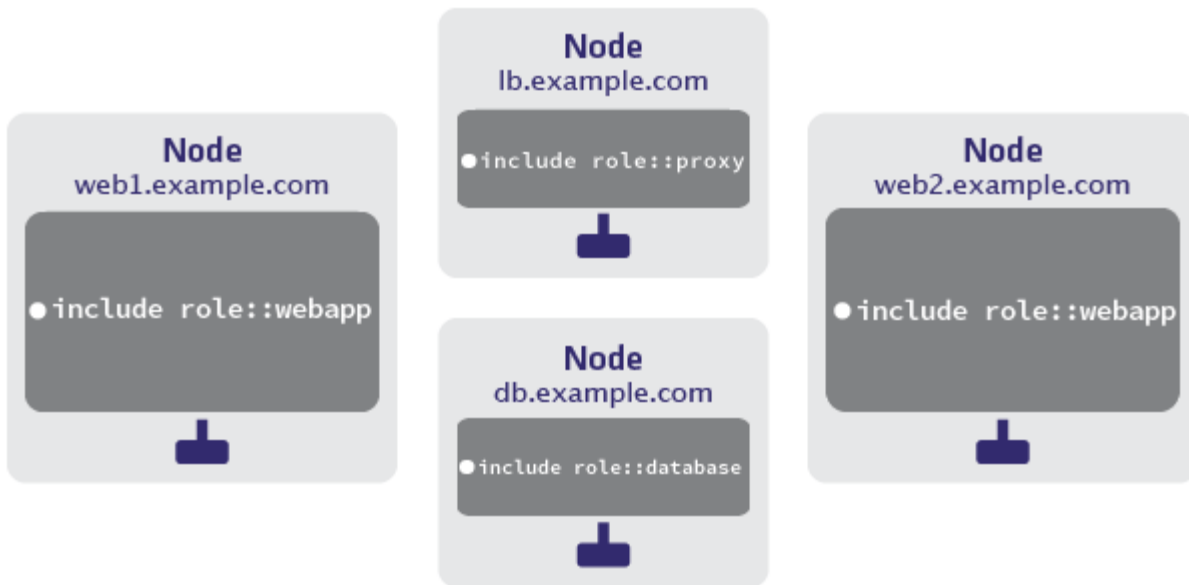 Node
lb.example.com
include role::proxy
Node
web1.example.com
include role::webapp
Node
web2.example.com
include role::webapp
Node
db.example.com
include role::database